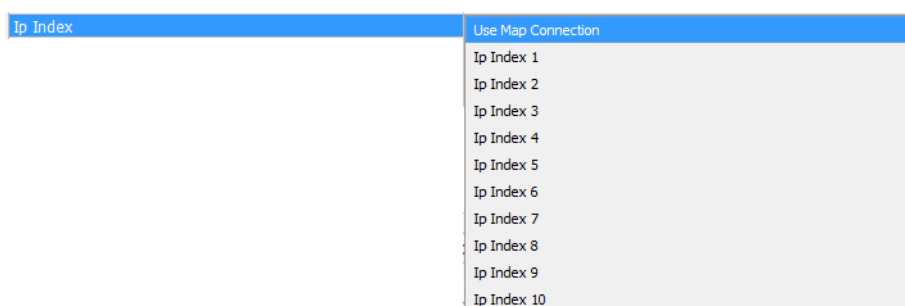 Ip Index
Use Map Connection
Ip Index 1
Ip Index 2
Ip Index 3
Ip Index 4
Ip Index 5
Ip Index 6
Ip Index 7
Ip Index 8
Ip Index 9
Ip Index 10